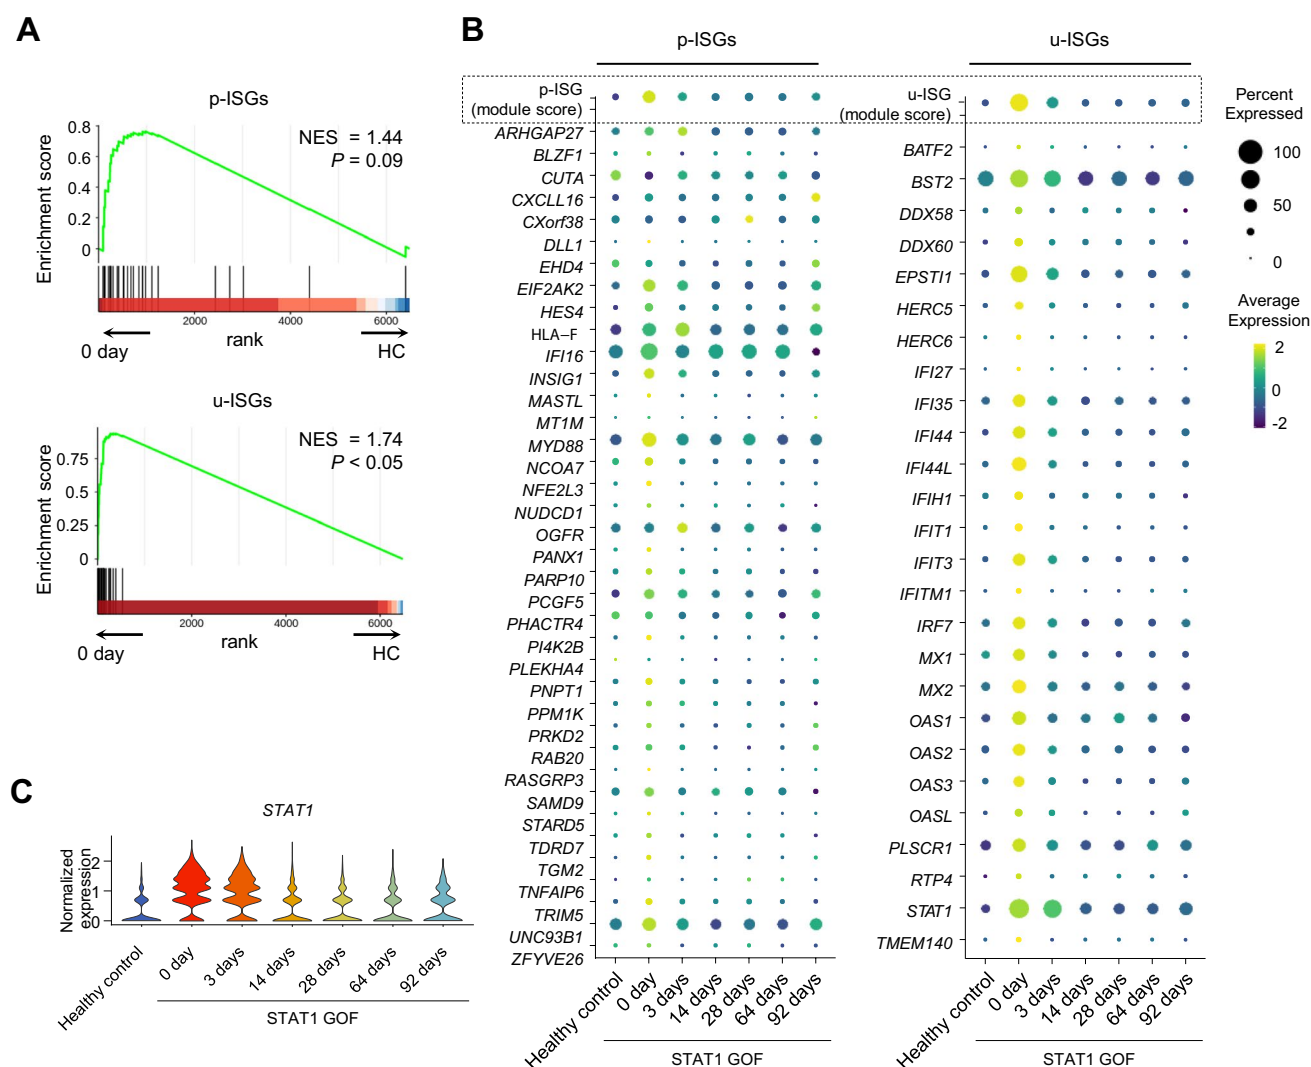 A
p-ISGs
0.8
0.6
0.4
0.2
0
Enrichment score
NES = 1.44
P = 0.09
2000
4000
6000
0 day
rank
HC
u-ISGs
0.75
0.5
0.25
0
Enrichment score
NES = 1.74
P < 0.05
2000
4000
6000
0 day
rank
HC
B
p-ISGs
p-ISG
(module score)
ARHGAP27
BLZF1
CUTA
CXCLL16
CXorf38
DLL1
EHD4
EIF2AK2
HES4
HLA–F
IFI16
INSIG1
MASTL
MT1M
MYD88
NCOA7
NFE2L3
NUDCD1
OGFR
PANX1
PARP10
PCGF5
PHACTR4
PI4K2B
PLEKHA4
PNPT1
PPM1K
PRKD2
RAB20
RASGRP3
SAMD9
STARD5
TDRD7
TGM2
TNFAIP6
TRIM5
UNC93B1
ZFYVE26
Healthy control
0 day
3 days
14 days
28 days
64 days
92 days
STAT1 GOF
u-ISGs
u-ISG
(module score)
BATF2
BST2
DDX58
DDX60
EPSTI1
HERC5
HERC6
IFI27
IFI35
IFI44
IFI44L
IFIH1
IFIT1
IFIT3
IFITM1
IRF7
MX1
MX2
OAS1
OAS2
OAS3
OASL
PLSCR1
RTP4
STAT1
TMEM140
Healthy control
0 day
3 days
14 days
28 days
64 days
92 days
STAT1 GOF
Percent
Expressed
100
50
0
Average
Expression
2
0
-2
C
STAT1
Normalized
expression
2
1
0
Healthy control
0 day
3 days
14 days
28 days
64 days
92 days
STAT1 GOF